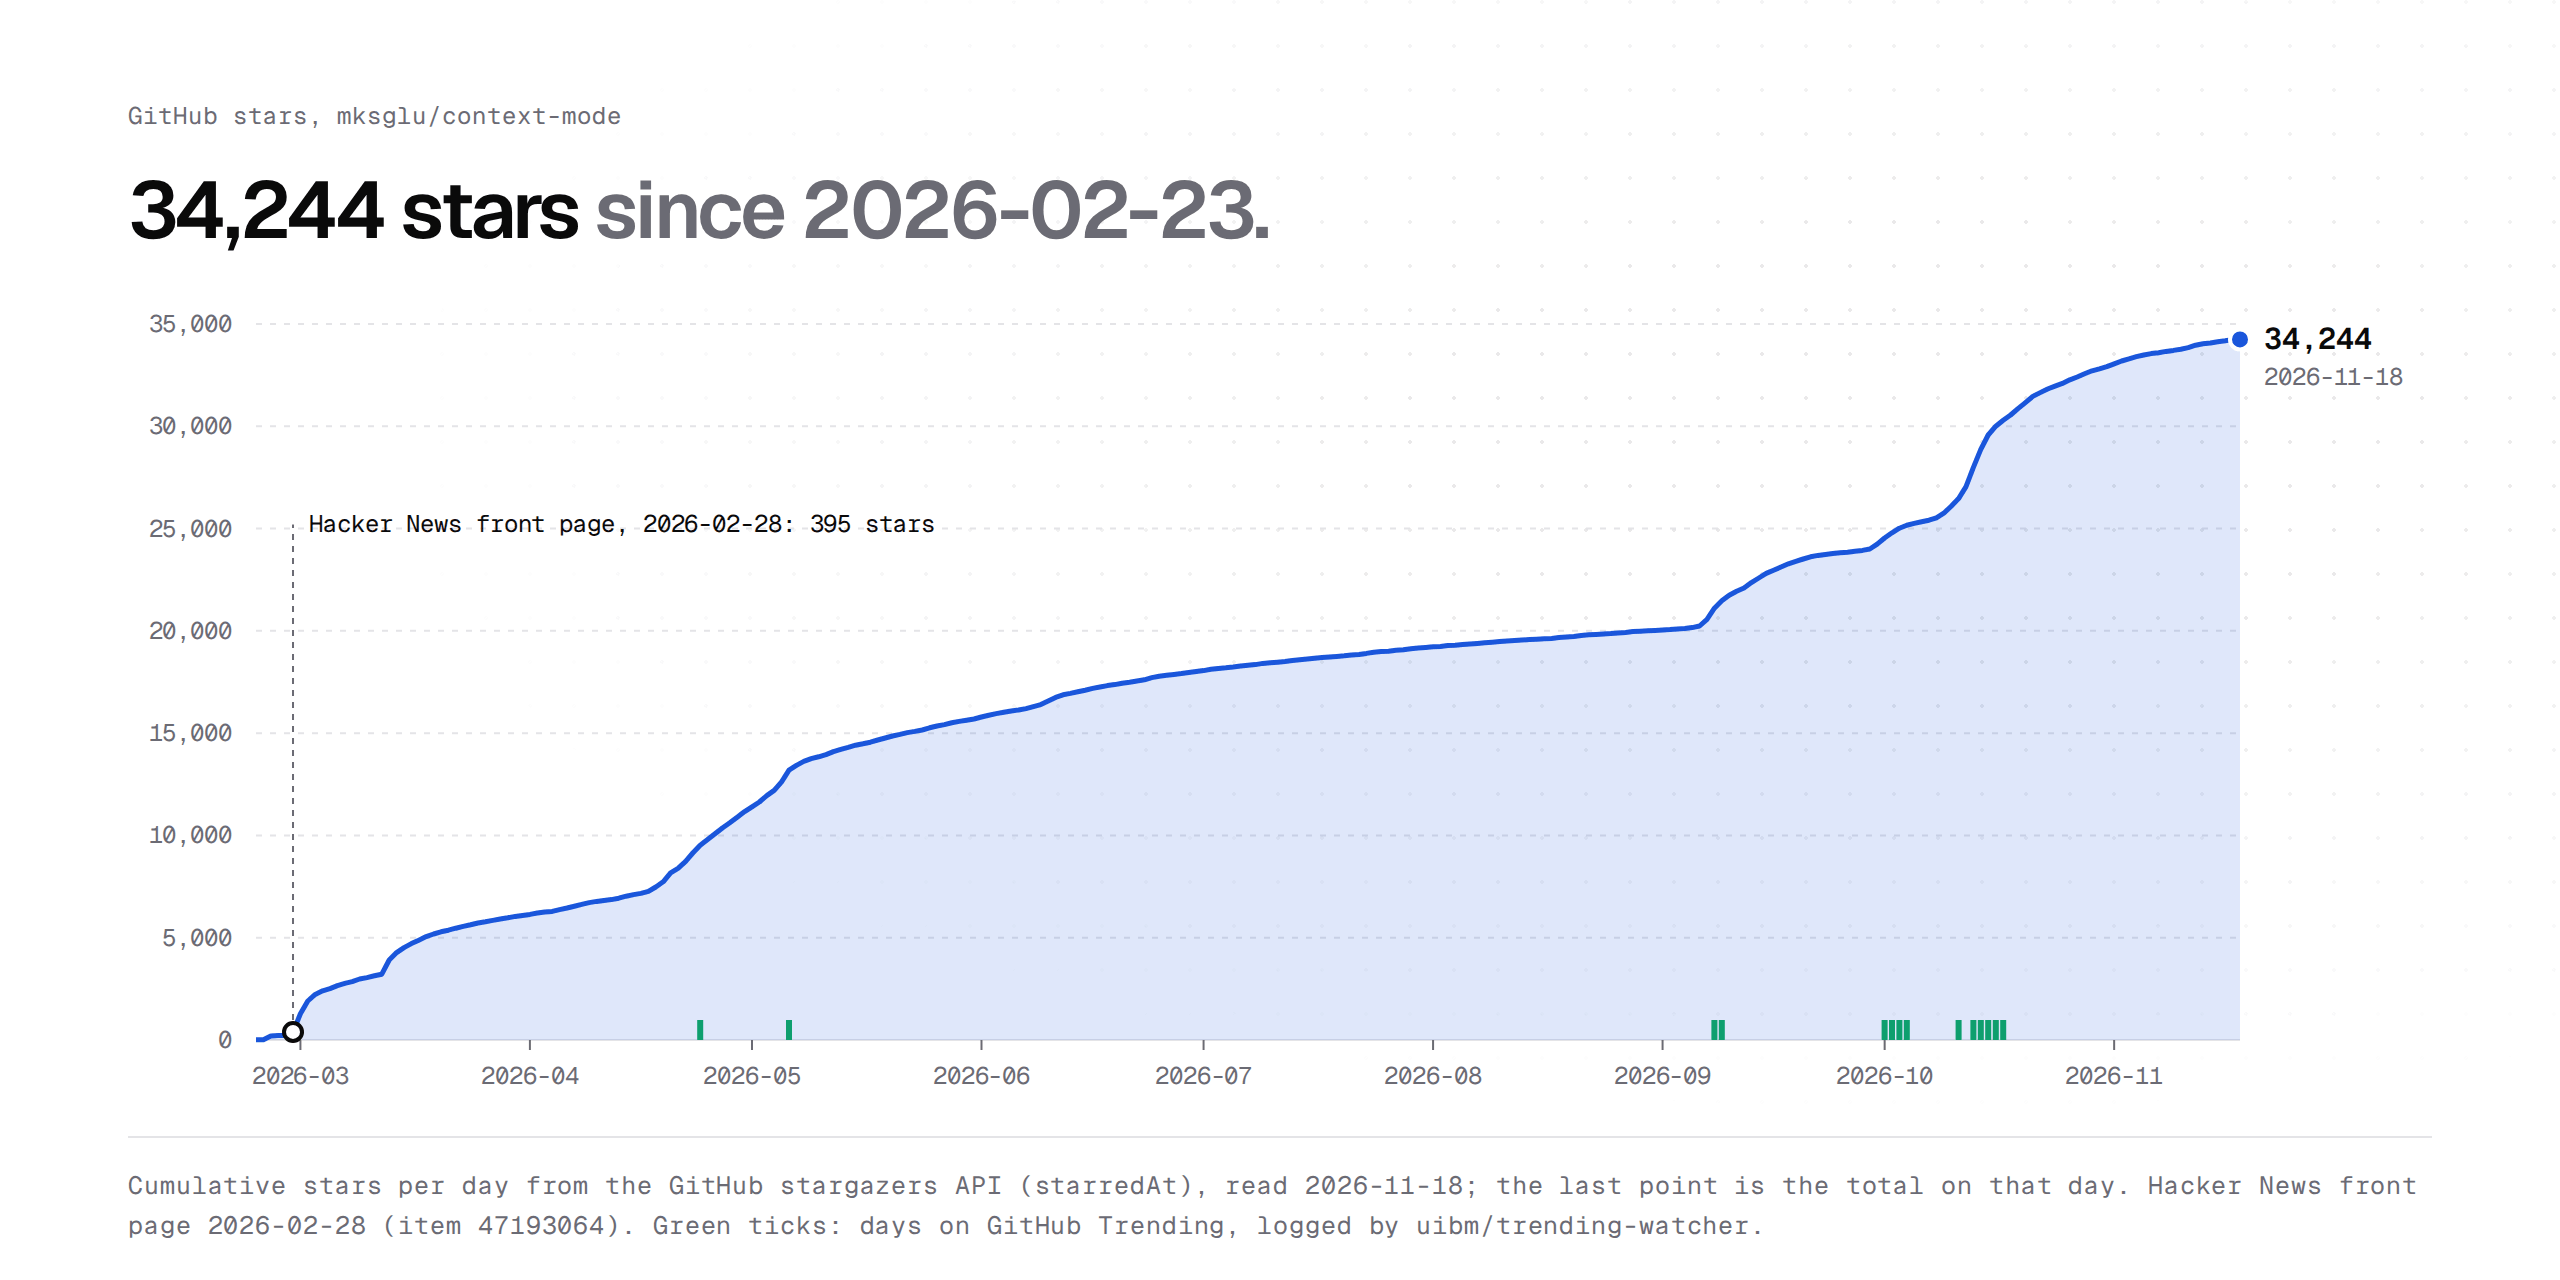 GitHub stars, mksglu/context-mode
34,244 stars since 2026-02-23.
35,000
34,244
2026-11-18
30,000
25,000
Hacker News front page, 2026-02-28: 395 stars
20,000
15,000
10,000
5,000
0
2026-03 2026-04 2026-05 2026-06 2026-07 2026-08 2026-09 2026-10 2026-11
Cumulative stars per day from the GitHub stargazers API (starredAt), read 2026-11-18; the last point is the total on that day. Hacker News front
page 2026-02-28 (item 47193064). Green ticks: days on GitHub Trending, logged by uibm/trending-watcher.